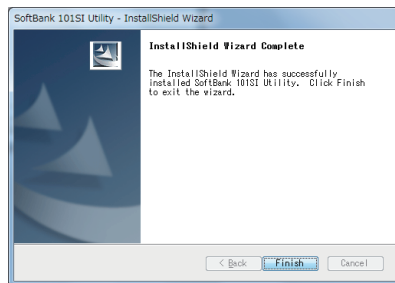 SoftBank 101SI Utility - InstallShield Wizard
InstallShield Wizard Complete
The InstallShield Wizard has successfully
installed SoftBank 101SI Utility. Click Finish
to exit the wizard.
< Back
Finish
Cancel